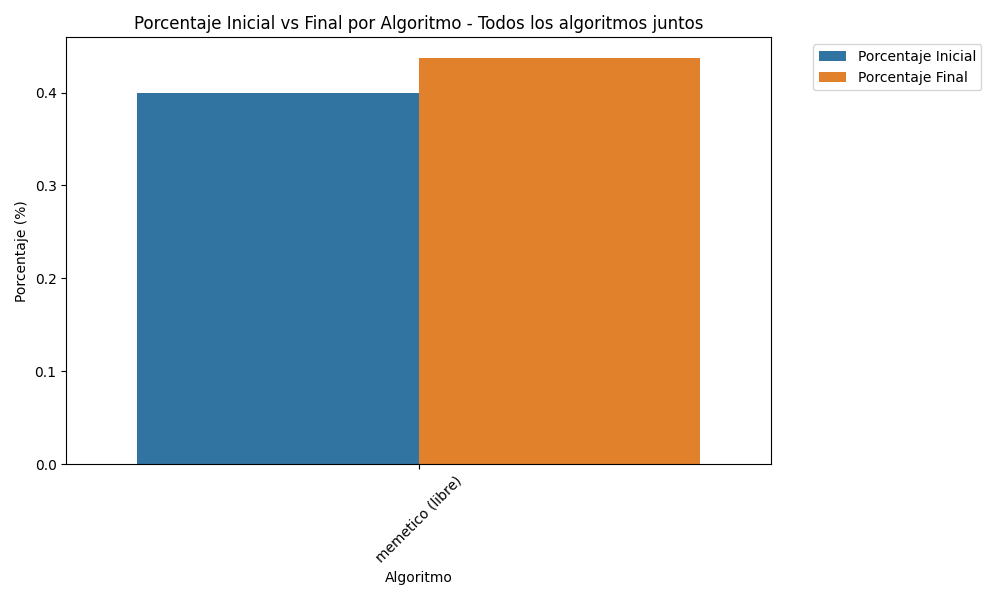 Porcentaje Inicial vs Final por Algoritmo - Todos los algoritmos juntos
Porcentaje Inicial
Porcentaje Final
Porcentaje (%)
0.4
0.3
0.2
0.1
0.0
memetico (libre)
Algoritmo